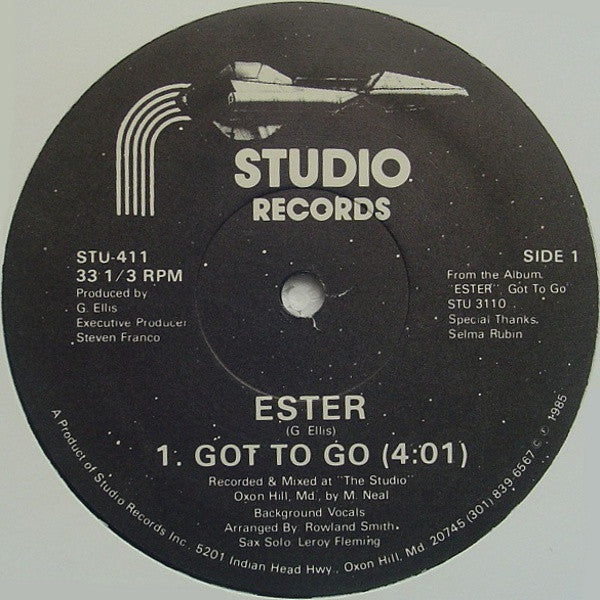 STUDIO
RECORDS
STU-411
33 1/3 RPM
Produced by
G. Ellis
Executive Producer
Steven Franco
SIDE 1
From the Album.
"ESTER". Got To Go
STU 3110
Special Thanks.
Selma Rubin
ESTER
(G. Ellis)
1. GOT TO GO (4:01)
Recorded & Mixed at "The Studio"
Oxon Hill, Md., by M. Neal
Background Vocals
Arranged By: Rowland Smith
Sax Solo: Leroy Fleming
A Product of Studio Records Inc. 5201 Indian Head Hwy., Oxon Hill, Md. 20745 (301) 839-6567 © ℗ 1985